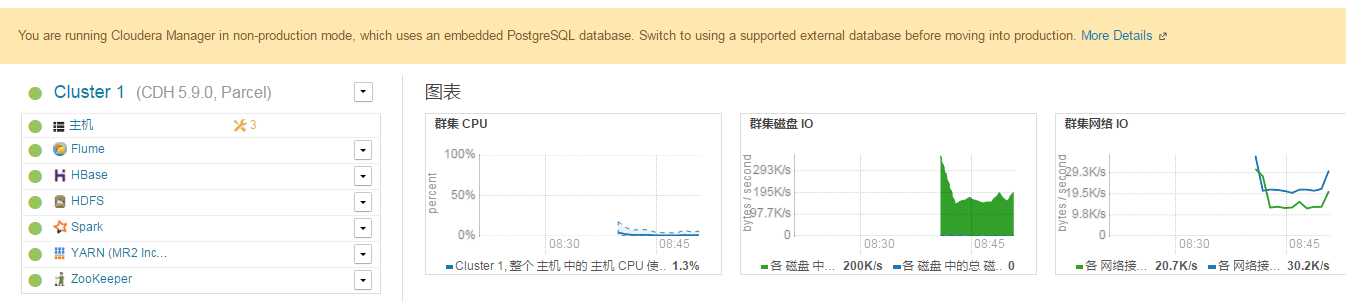 You are running Cloudera Manager in non-production mode, which uses an embedded PostgreSQL database. Switch to using a supported external database before moving into production. More Details
Cluster 1 (CDH 5.9.0, Parcel)
主机 3
Flume
HBase
HDFS
Spark
YARN (MR2 Inc...
ZooKeeper
图表
群集 CPU
percent
100%
50%
0%
08:30 08:45
Cluster 1, 整个 主机 中的 主机 CPU 使... 1.3%
群集磁盘 IO
bytes / second
293K/s
195K/s
97.7K/s
0
08:30 08:45
各 磁盘 中... 200K/s 各 磁盘 中的总 磁... 0
群集网络 IO
bytes / second
29.3K/s
19.5K/s
9.8K/s
0
08:30 08:45
各 网络接... 20.7K/s 各 网络接... 30.2K/s